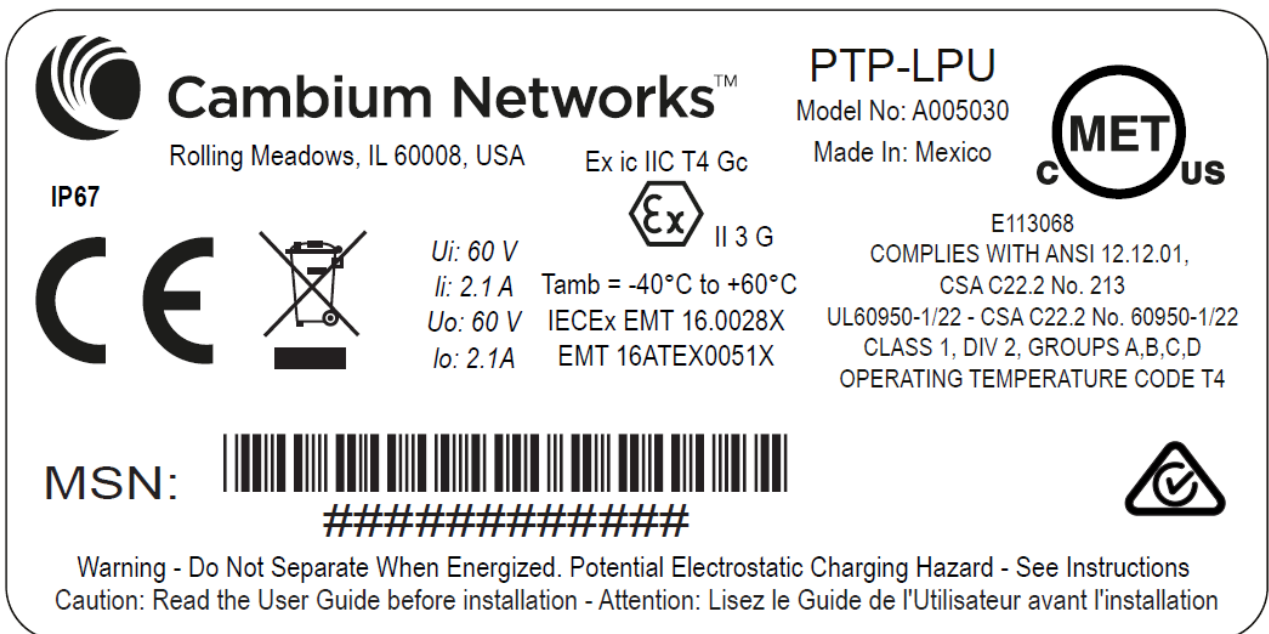 Cambium Networks™
Rolling Meadows, IL 60008, USA
PTP-LPU
Model No: A005030
Made In: Mexico
C MET US
IP67
CE
Ex ic IIC T4 Gc
Ex II 3 G
Ui: 60 V
Ii: 2.1 A
Uo: 60 V
Io: 2.1A
Tamb = -40°C to +60°C
IECEx EMT 16.0028X
EMT 16ATEX0051X
E113068
COMPLIES WITH ANSI 12.12.01,
CSA C22.2 No. 213
UL60950-1/22 - CSA C22.2 No. 60950-1/22
CLASS 1, DIV 2, GROUPS A,B,C,D
OPERATING TEMPERATURE CODE T4
MSN:
############
Warning - Do Not Separate When Energized. Potential Electrostatic Charging Hazard - See Instructions
Caution: Read the User Guide before installation - Attention: Lisez le Guide de l'Utilisateur avant l'installation